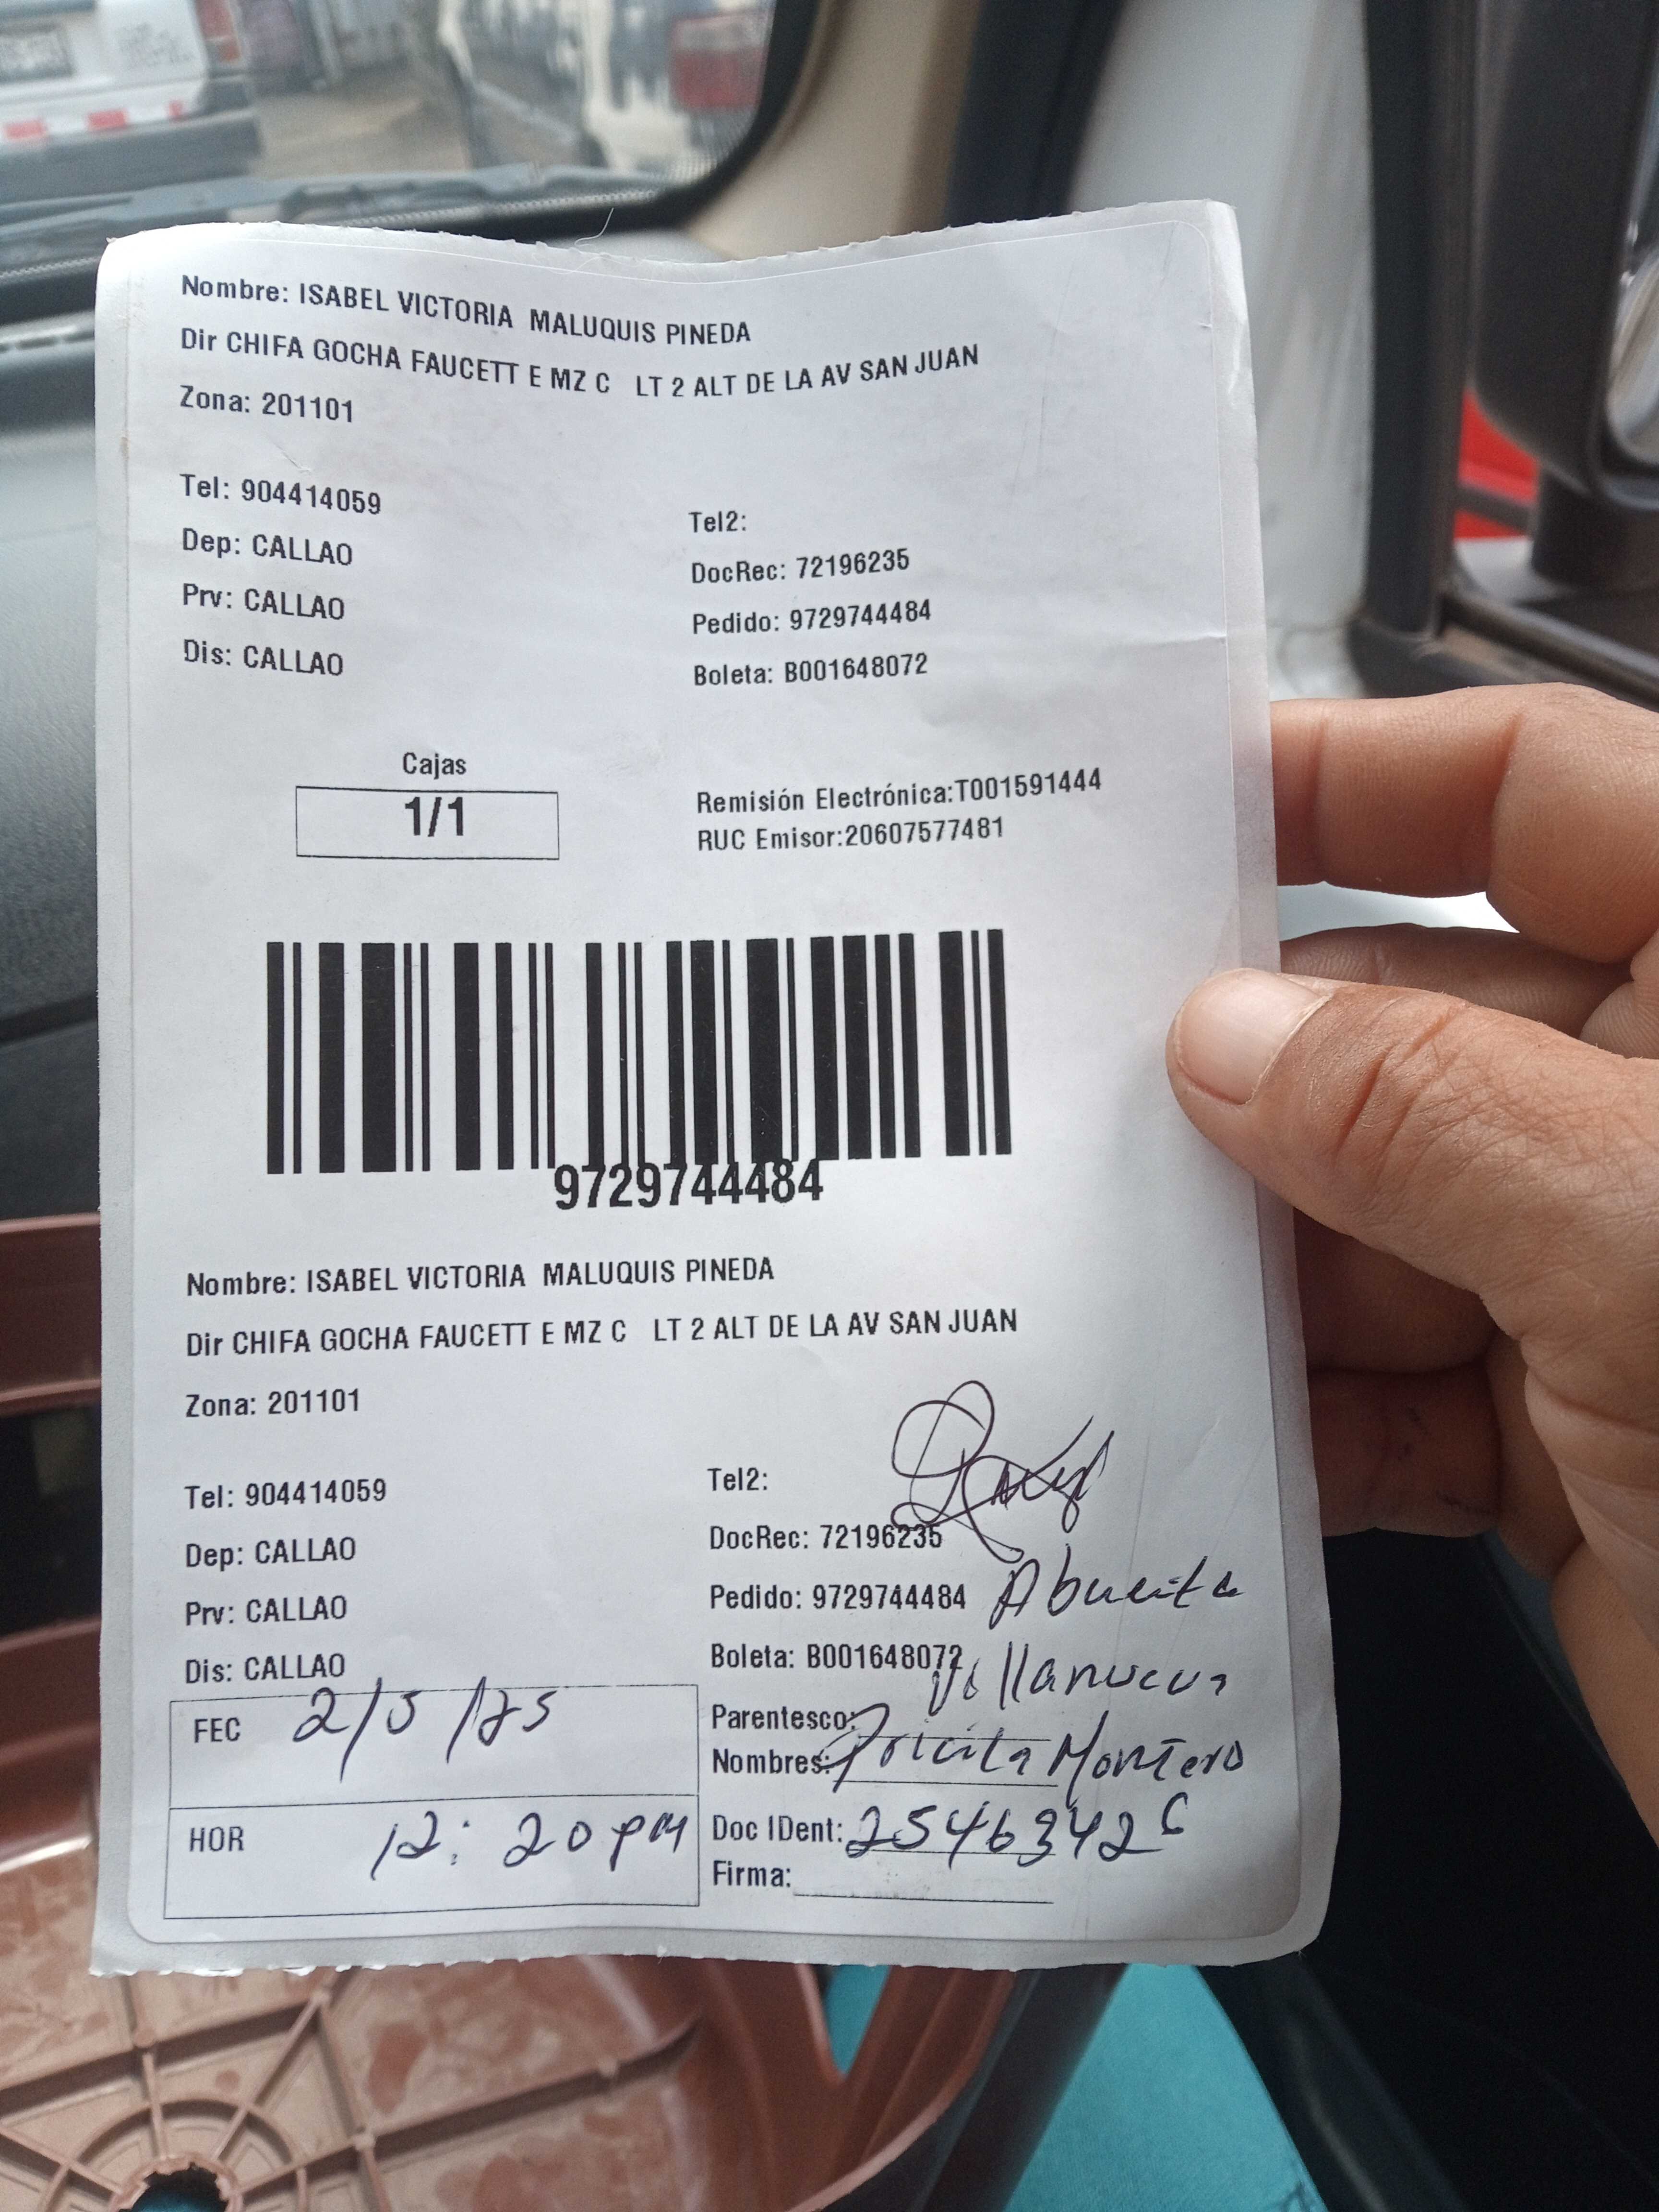 Nombre: ISABEL VICTORIA MALUQUIS PINEDA
Dir CHIFA GOCHA FAUCETT E MZ C LT 2 ALT DE LA AV SAN JUAN
Zona: 201101
Tel: 904414059
Tel2:
Dep: CALLAO
DocRec: 72196235
Prv: CALLAO
Pedido: 9729744484
Dis: CALLAO
Boleta: B001648072
Cajas
1/1
Remisión Electrónica:T001591444
RUC Emisor:20607577481
9729744484
Nombre: ISABEL VICTORIA MALUQUIS PINEDA
Dir CHIFA GOCHA FAUCETT E MZ C LT 2 ALT DE LA AV SAN JUAN
Zona: 201101
Tel: 904414059
Tel2:
Dep: CALLAO
DocRec: 72196235
Prv: CALLAO
Pedido: 9729744484 Abuelita
Dis: CALLAO
Boleta: B001648072
Villanueva
FEC 2/5/25
Parentesco:
Nombres: Montero
HOR 12:20 PM
Doc IDent: 25463426
Firma: